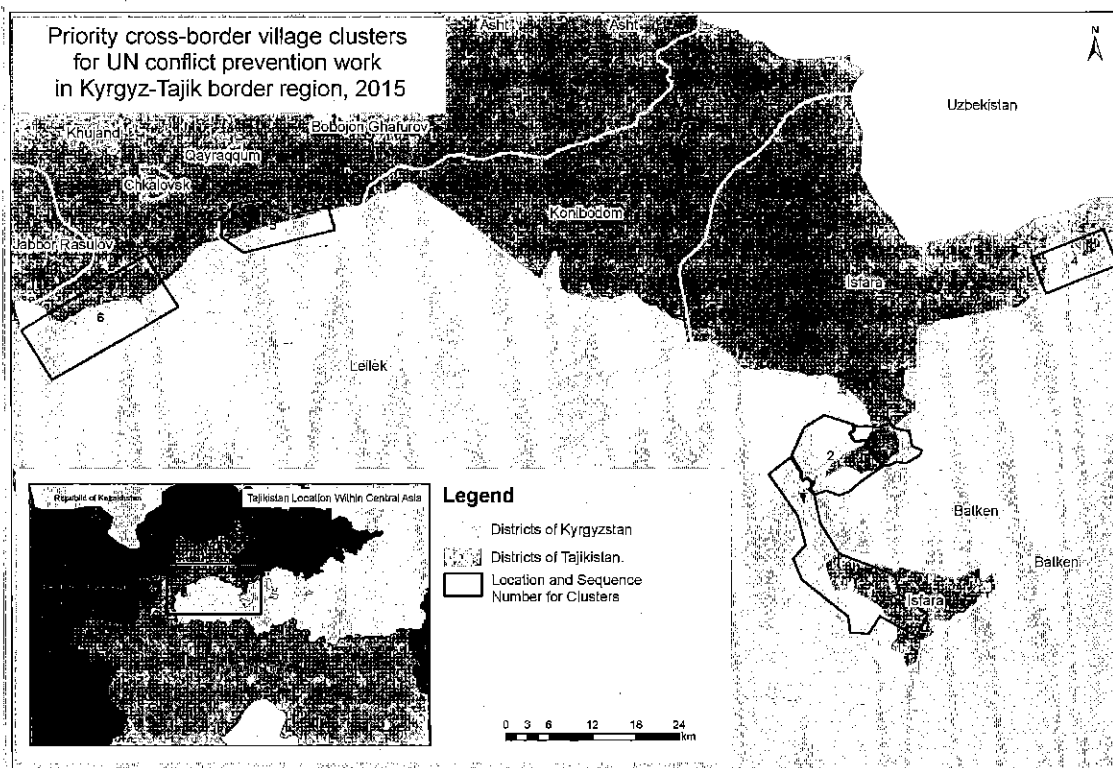 Priority cross-border village clusters
for UN conflict prevention work
in Kyrgyz-Tajik border region, 2015
Asht
Asht
N
Uzbekistan
Khujand
Bobojon Ghafurov
Qayraqqum
Chkalovsk
Konibodom
5
Jabbor Rasulov
Isfara
4
6
Leilek
2
Republic of Kazakhstan
Tajikistan Location Within Central Asia
Legend
Districts of Kyrgyzstan
Districts of Tajikistan.
Location and Sequence
Number for Clusters
Batken
Batken
Isfara
0 3 6 12 18 24
km